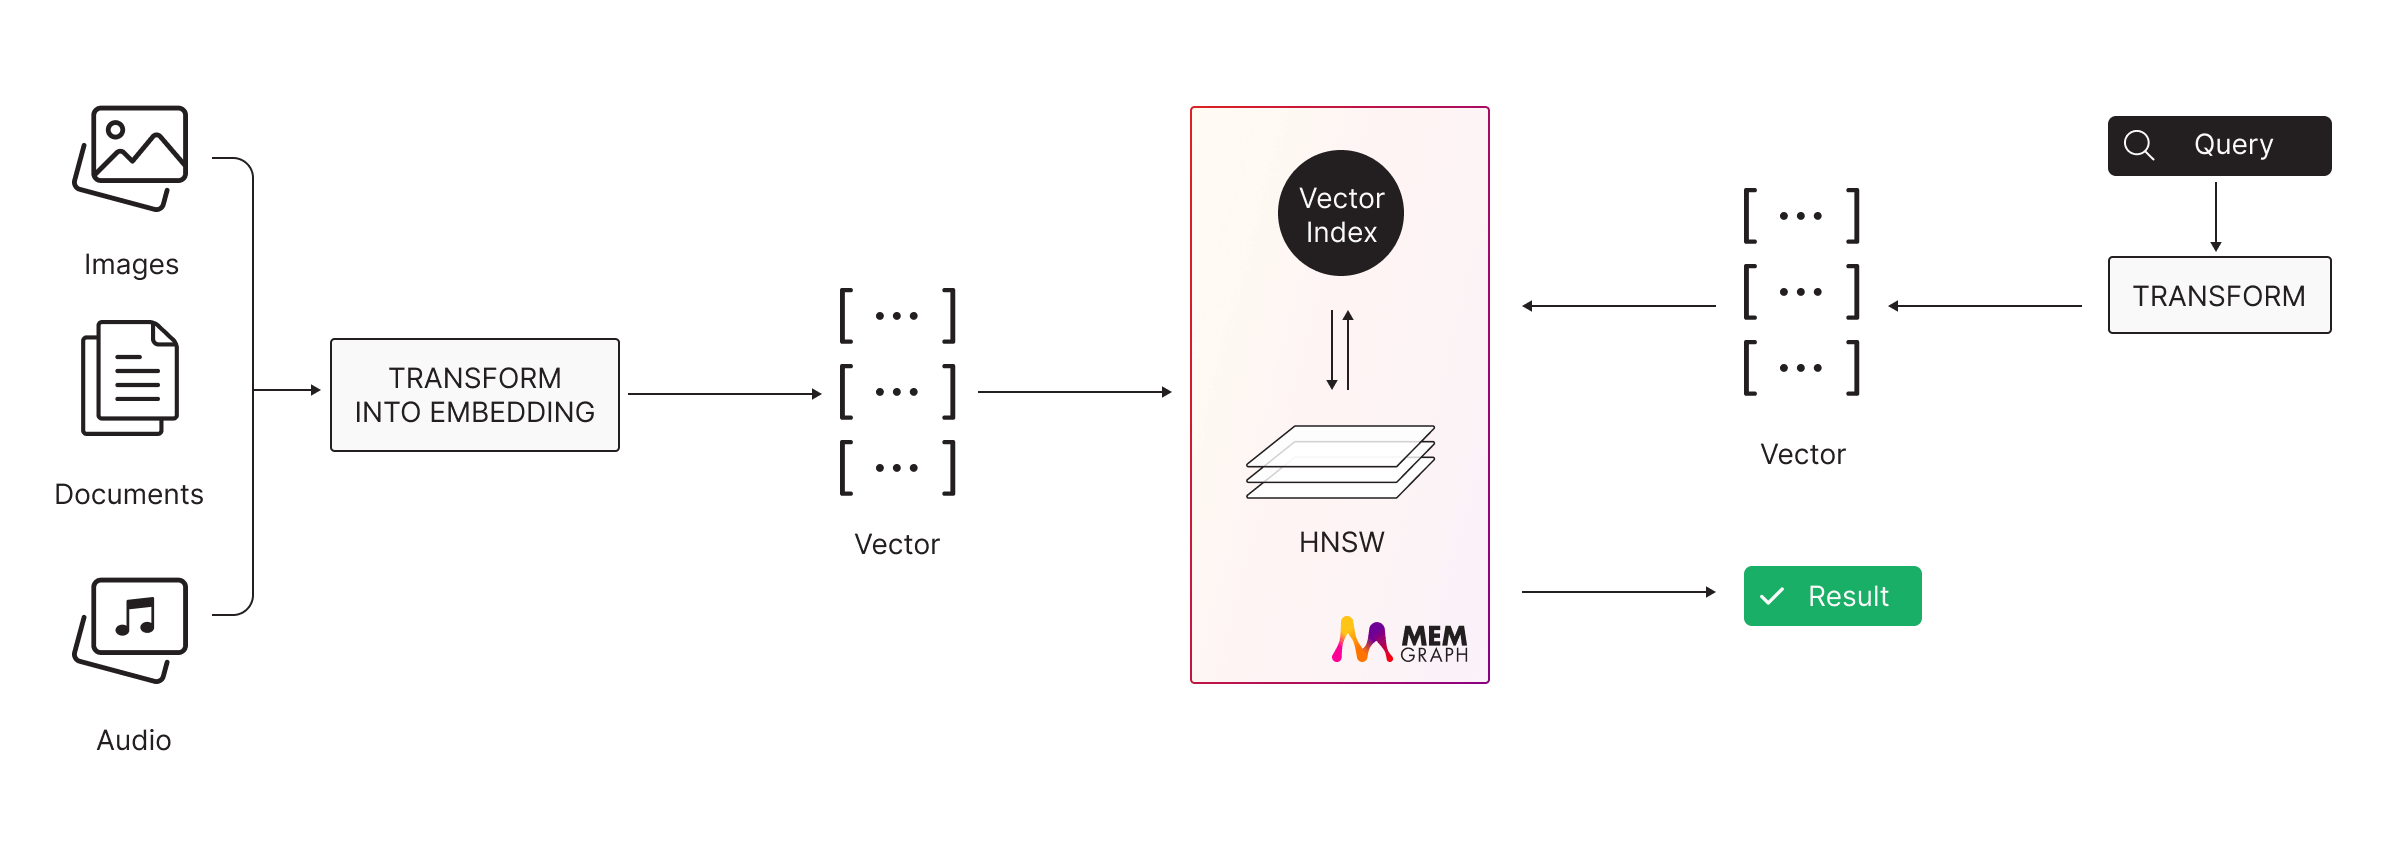 Images
Documents
Audio
TRANSFORM
INTO EMBEDDING
[ ... ]
[ ... ]
[ ... ]
Vector
Vector
Index
HNSW
MEM
GRAPH
Query
TRANSFORM
[ ... ]
[ ... ]
[ ... ]
Vector
Result